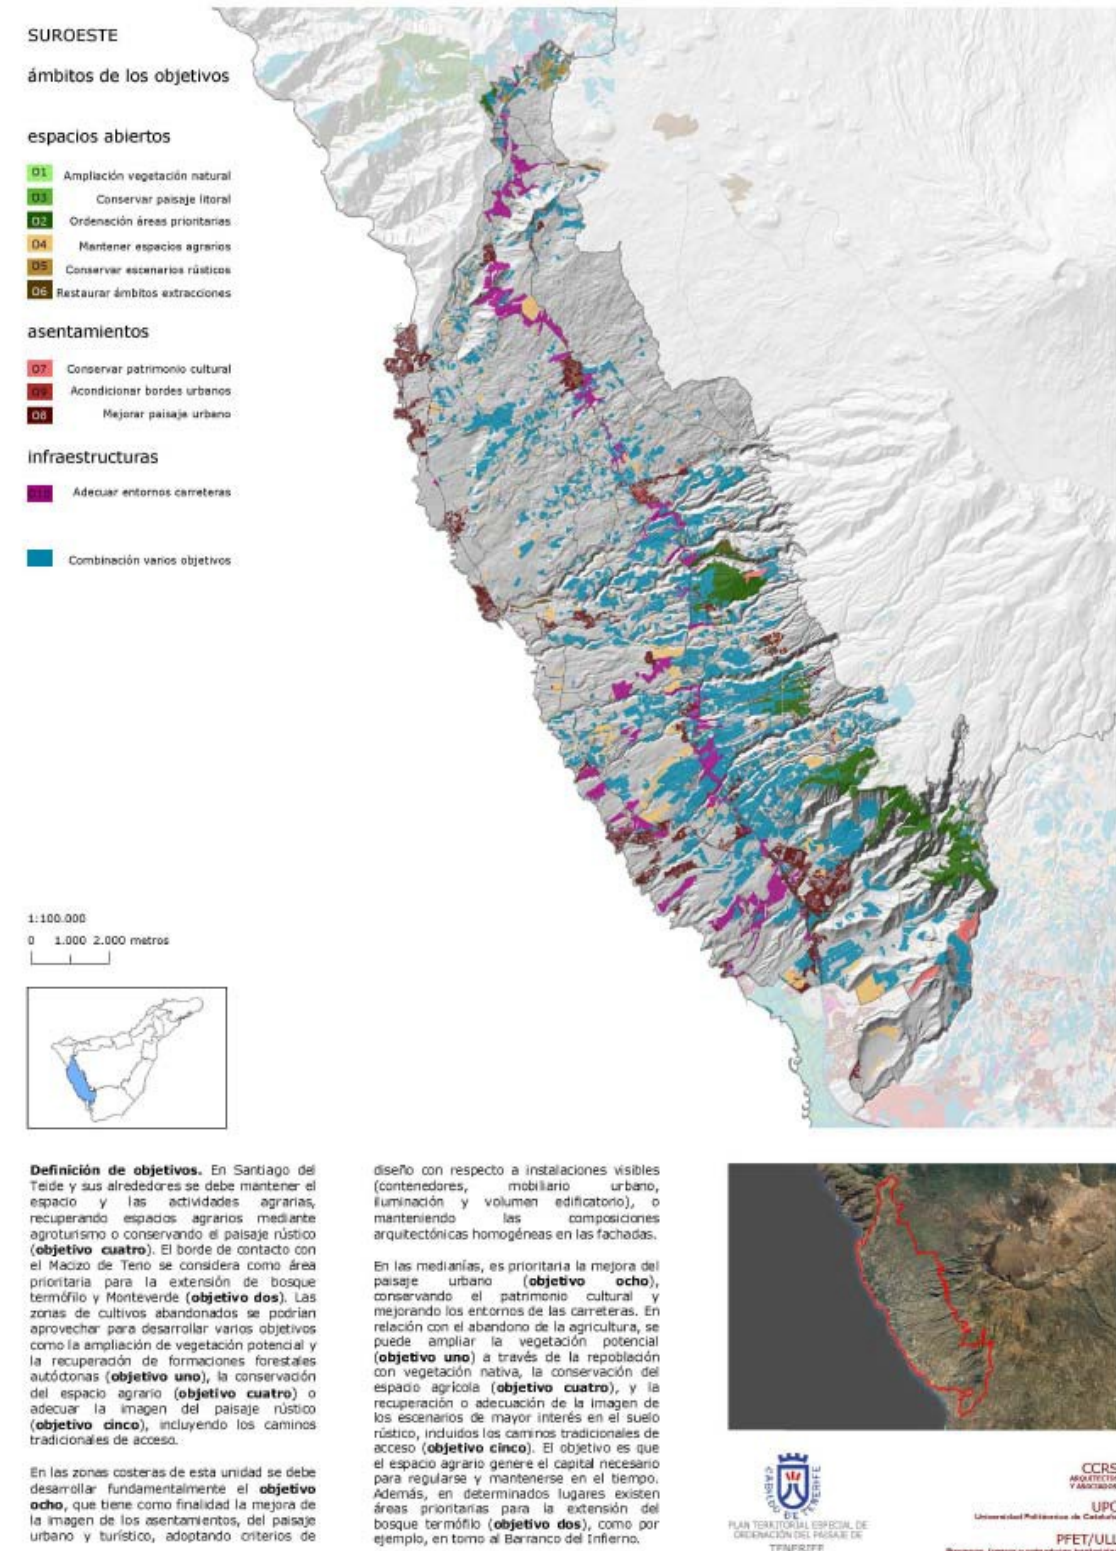 SUROESTE
ámbitos de los objetivos
espacios abiertos
01 Ampliación vegetación natural
03 Conservar paisaje litoral
02 Ordenación áreas prioritarias
04 Mantener espacios agrarios
05 Conservar escenarios rústicos
06 Restaurar ámbitos extracciones
asentamientos
07 Conservar patrimonio cultural
09 Acondicionar bordes urbanos
08 Mejorar paisaje urbano
infraestructuras
Adecuar entornos carreteras
Combinación varios objetivos
1:100.000
0 1.000 2.000 metros
Definición de objetivos. En Santiago del
Teide y sus alrededores se debe mantener el
espacio y las actividades agrarias,
recuperando espacios agrarios mediante
agroturismo o conservando el paisaje rústico
(objetivo cuatro). El borde de contacto con
el Macizo de Teno se considera como área
prioritaria para la extensión de bosque
termófilo y Monteverde (objetivo dos). Las
zonas de cultivos abandonados se podrían
aprovechar para desarrollar varios objetivos
como la ampliación de vegetación potencial y
la recuperación de formaciones forestales
autóctonas (objetivo uno), la conservación
del espacio agrario (objetivo cuatro) o
adecuar la imagen del paisaje rústico
(objetivo cinco), incluyendo los caminos
tradicionales de acceso.
En las zonas costeras de esta unidad se debe
desarrollar fundamentalmente el objetivo
ocho, que tiene como finalidad la mejora de
la imagen de los asentamientos, del paisaje
urbano y turístico, adoptando criterios de
diseño con respecto a instalaciones visibles
(contenedores, mobiliario urbano,
iluminación y volumen edificatorio), o
manteniendo las composiciones
arquitectónicas homogéneas en las fachadas.
En las medianías, es prioritaria la mejora del
paisaje urbano (objetivo ocho),
conservando el patrimonio cultural y
mejorando los entornos de las carreteras. En
relación con el abandono de la agricultura, se
puede ampliar la vegetación potencial
(objetivo uno) a través de la repoblación
con vegetación nativa, la conservación del
espacio agrícola (objetivo cuatro), y la
recuperación o adecuación de la imagen de
los escenarios de mayor interés en el suelo
rústico, incluidos los caminos tradicionales de
acceso (objetivo cinco). El objetivo es que
el espacio agrario genere el capital necesario
para regularse y mantenerse en el tiempo.
Además, en determinados lugares existen
áreas prioritarias para la extensión del
bosque termófilo (objetivo dos), como por
ejemplo, en torno al Barranco del Infierno.
CABILDO DE TENERIFE
PLAN TERRITORIAL ESPECIAL DE
ORDENACIÓN DEL PAISAJE DE
TENERIFE
CCRS
ARQUITECTOS
Y ASOCIADOS
UPC
Universidad Politécnica de Cataluña
PFET/ULL